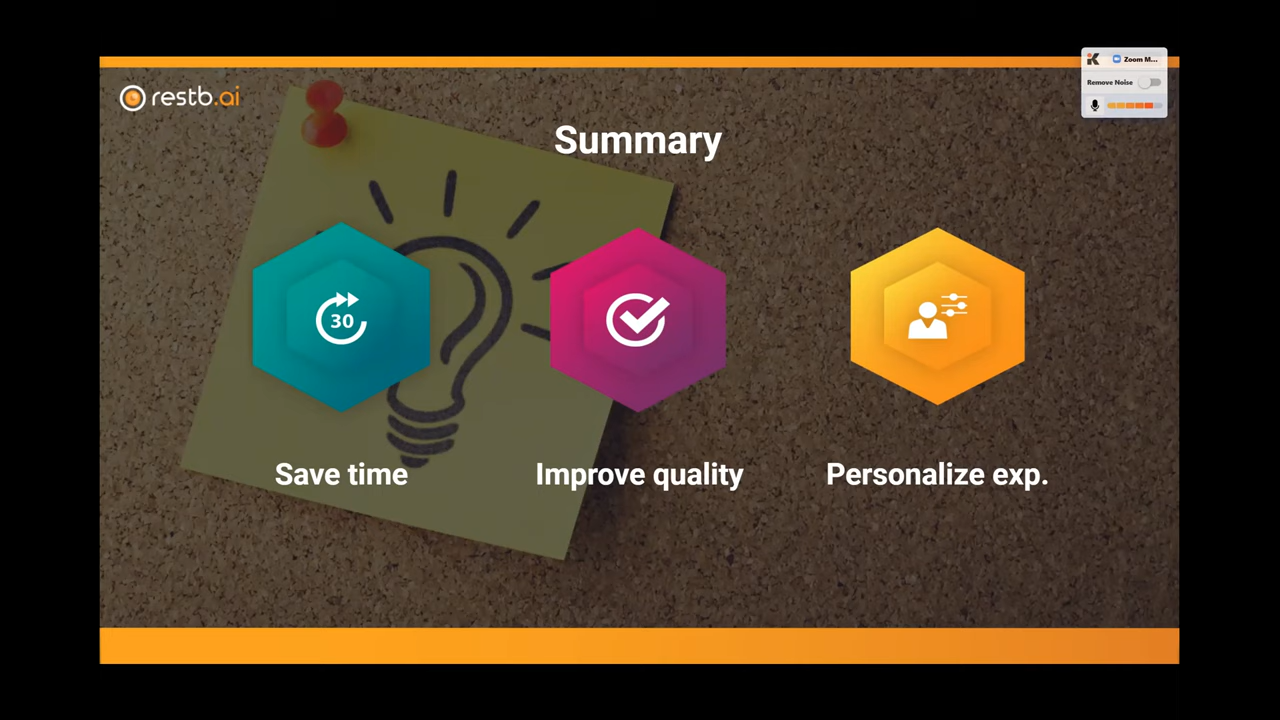 restb.ai
Zoom M...
Remove Noise
Summary
30
Save time
Improve quality
Personalize exp.